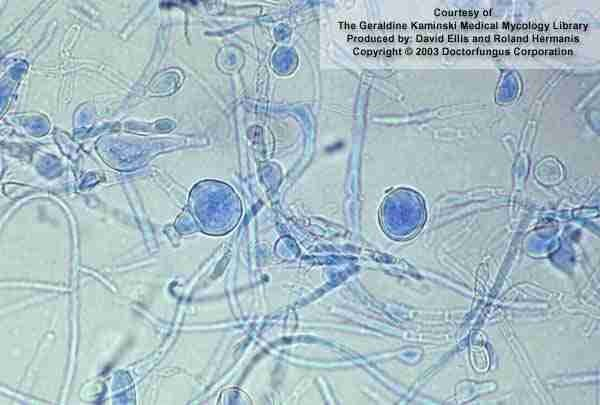 Courtesy of
The Geraldine Kaminski Medical Mycology Library
Produced by: David Ellis and Roland Hermanis
Copyright © 2003 Doctorfungus Corporation